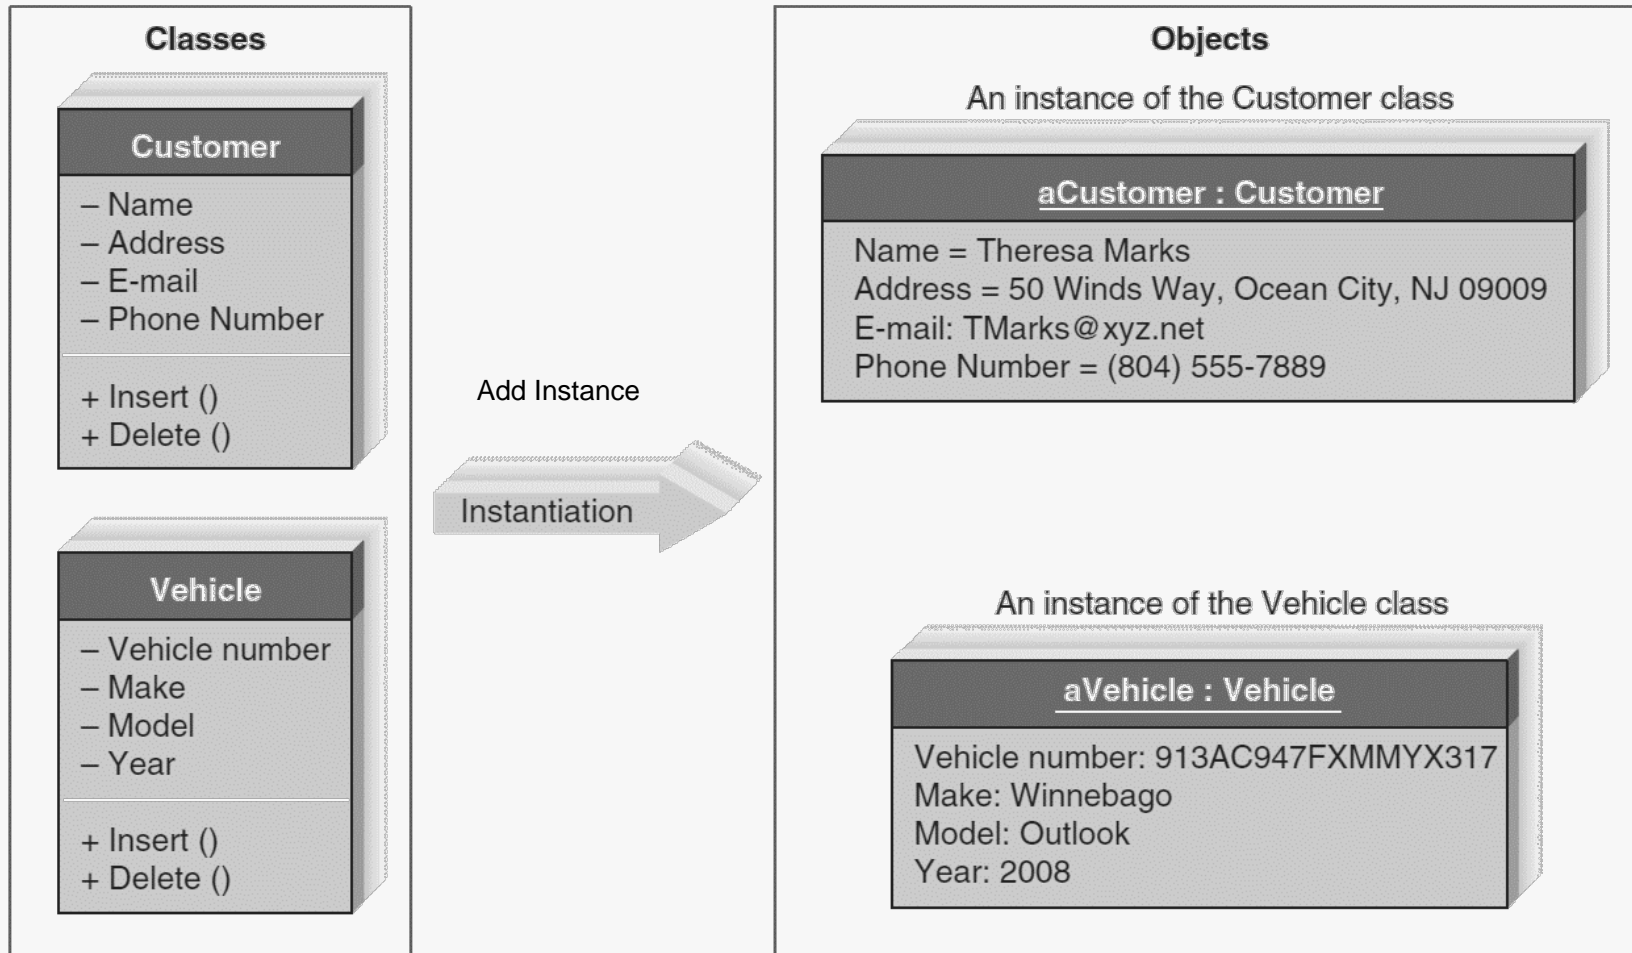 Classes
Customer
– Name
– Address
– E-mail
– Phone Number
+ Insert ()
+ Delete ()
Vehicle
– Vehicle number
– Make
– Model
– Year
+ Insert ()
+ Delete ()
Add Instance
Instantiation
Objects
An instance of the Customer class
aCustomer : Customer
Name = Theresa Marks
Address = 50 Winds Way, Ocean City, NJ 09009
E-mail: TMarks@xyz.net
Phone Number = (804) 555-7889
An instance of the Vehicle class
aVehicle : Vehicle
Vehicle number: 913AC947FXMMYX317
Make: Winnebago
Model: Outlook
Year: 2008